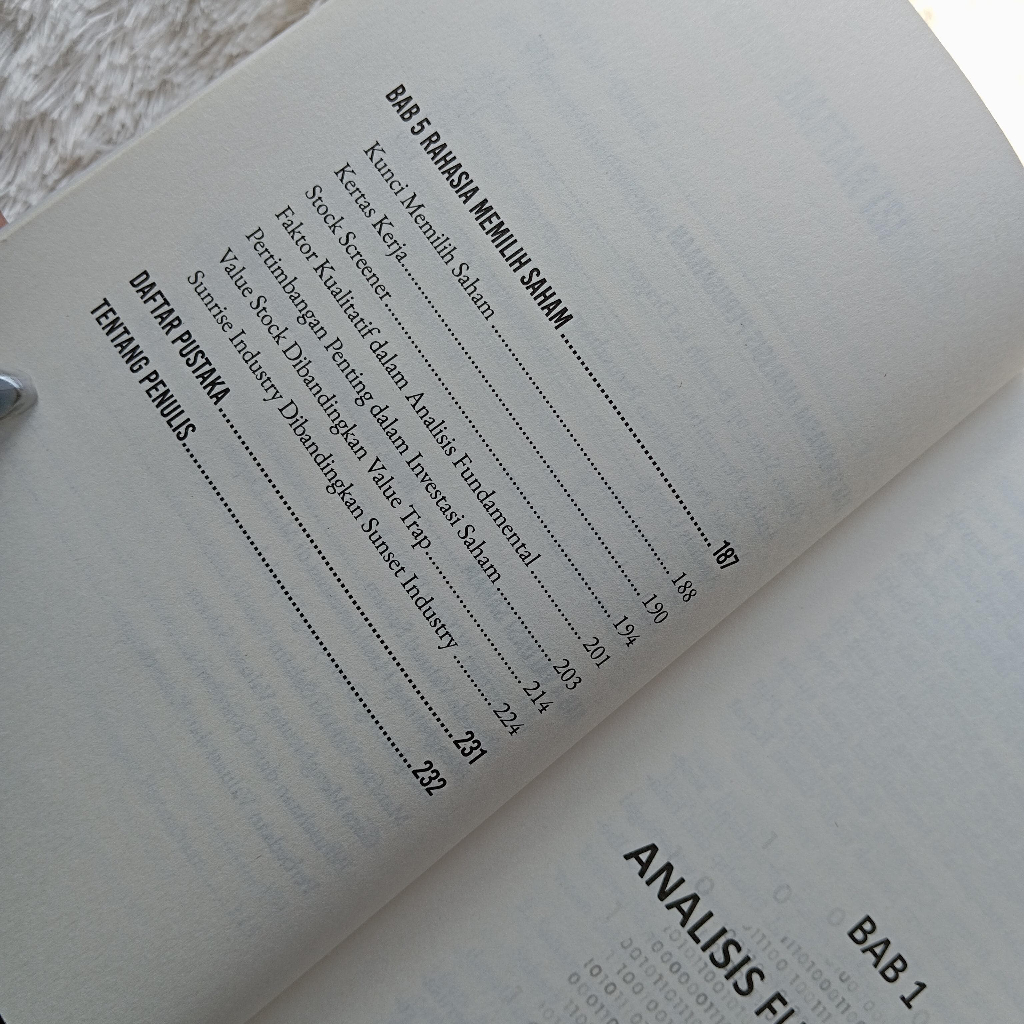 BAB 5 RAHASIA MEMILIH SAHAM 187
Kunci Memilih Saham 188
Kertas Kerja 190
Stock Screener 194
Faktor Kualitatif dalam Analisis Fundamental 201
Pertimbangan Penting dalam Investasi Saham 203
Value Stock Dibandingkan Value Trap 214
Sunrise Industry Dibandingkan Sunset Industry 224
DAFTAR PUSTAKA 231
TENTANG PENULIS 232
BAB 1
ANALISIS